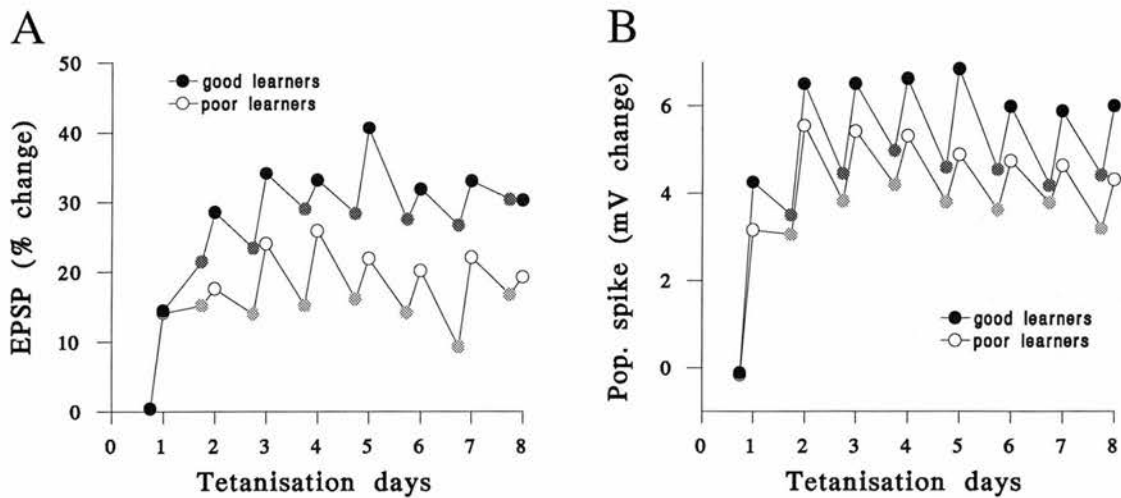 A
EPSP (% change)
50
40
30
20
10
0
good learners
poor learners
0 1 2 3 4 5 6 7 8
Tetanisation days
B
Pop. spike (mV change)
6
4
2
0
good learners
poor learners
0 1 2 3 4 5 6 7 8
Tetanisation days